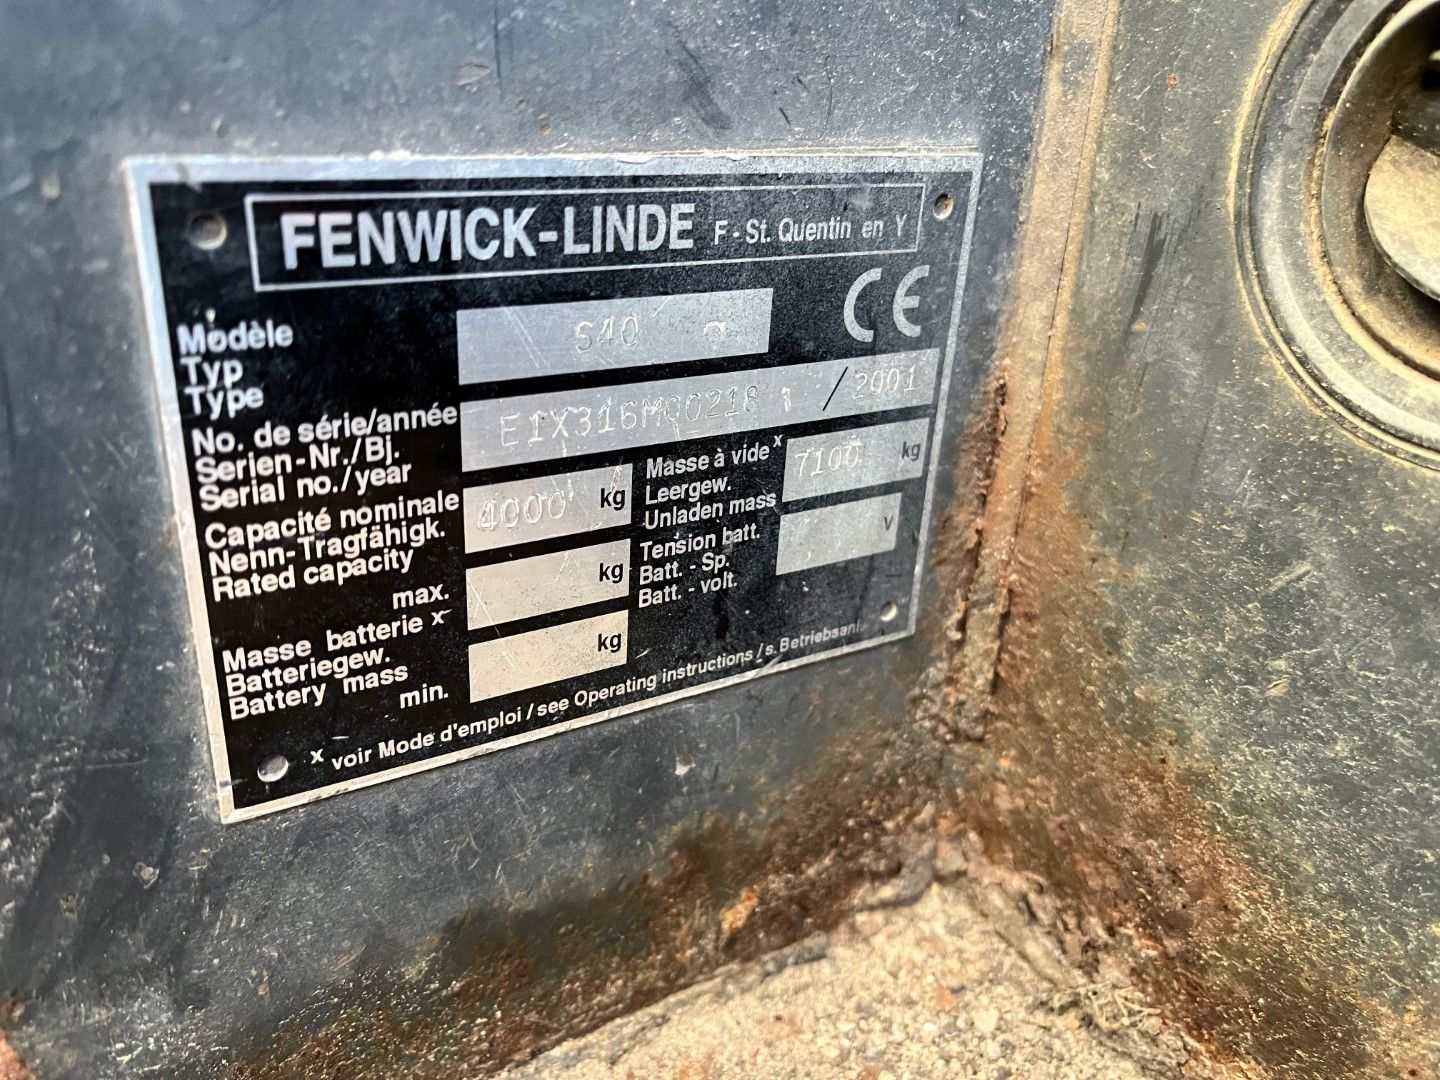 FENWICK-LINDE F - St. Quentin en Y
CE
Modèle
Typ
Type
S40
No. de série/année
Serien-Nr./Bj.
Serial no./year
E1X316M00218 / 2001
Capacité nominale
Nenn-Tragfähigk.
Rated capacity
4000 kg
Masse à vide x
Leergew.
Unladen mass
7100 kg
max. kg
Masse batterie x
Batteriegew.
Battery mass
min. kg
Tension batt.
Batt. - Sp.
Batt. - volt.
V
x voir Mode d'emploi / see Operating instructions / s. Betriebsanl.